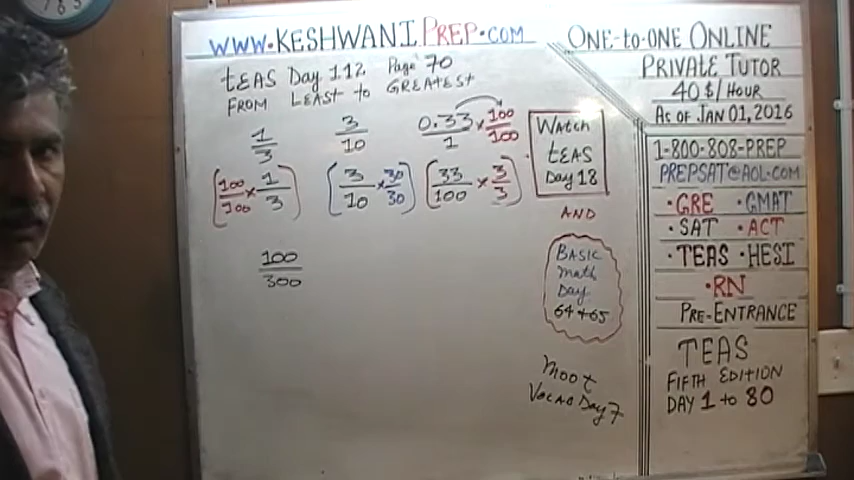 WWW.KESHWANIPREP.COM
TEAS Day 112 Page 70
FROM LEAST to GREATEST
1/3 3/10 0.33/1 × 100/100
(100/100 × 1/3) (3/10 × 30/30) (33/100 × 3/3)
100/300
Watch
tEAS
Day 18
AND
BASIC
Math
Day
64+65
Moot
VOCAB Day 7
ONE-to-ONE ONLINE
PRIVATE TUTOR
40 $/HOUR
AS OF JAN 01, 2016
1-800-808-PREP
PREPSAT@AOL.COM
•GRE •GMAT
•SAT •ACT
•TEAS •HESI
•RN
PRE-ENTRANCE
TEAS
FIFTH EDITION
DAY 1 to 80